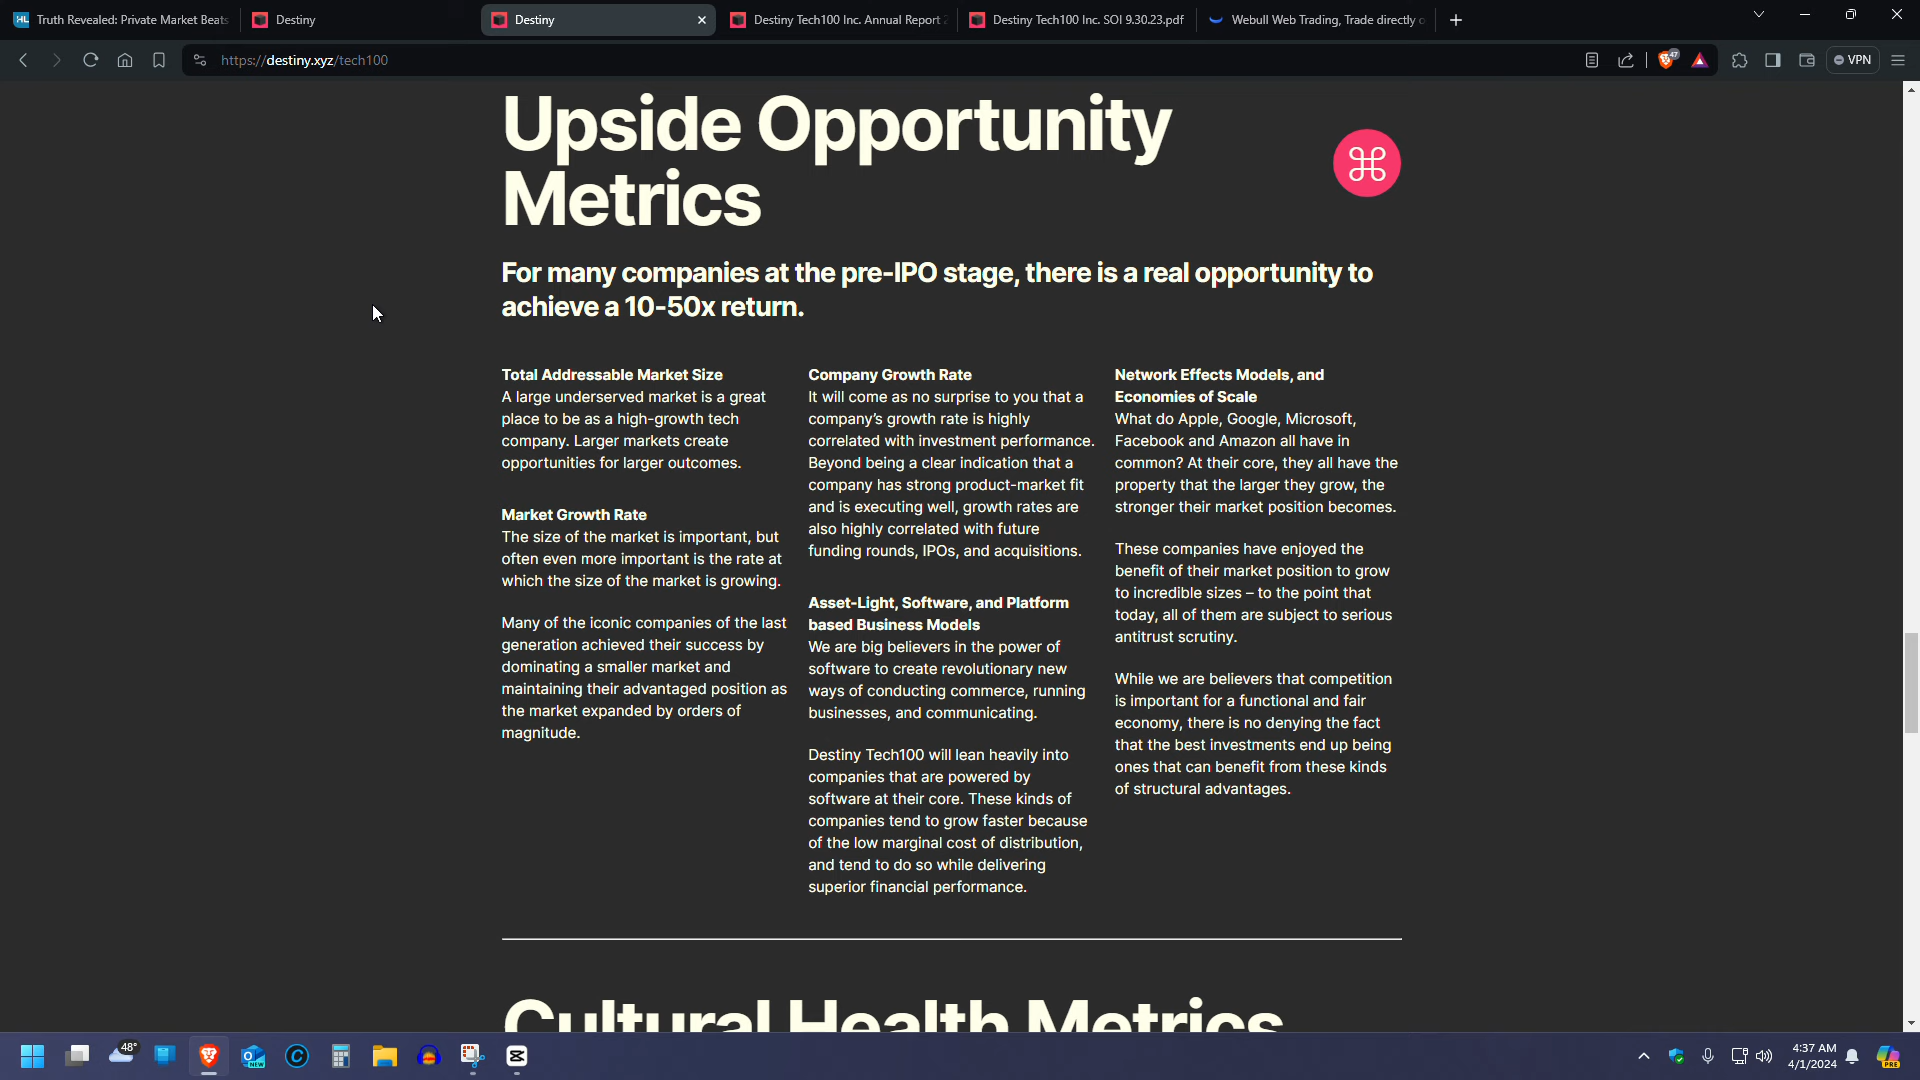 Truth Revealed: Private Market Beats
Destiny
Destiny
Destiny Tech100 Inc. Annual Report
Destiny Tech100 Inc. SOI 9.30.23.pdf
Webull Web Trading, Trade directly
https://destiny.xyz/tech100
47
VPN
Upside Opportunity
Metrics
For many companies at the pre-IPO stage, there is a real opportunity to
achieve a 10-50x return.
Total Addressable Market Size
A large underserved market is a great
place to be as a high-growth tech
company. Larger markets create
opportunities for larger outcomes.
Market Growth Rate
The size of the market is important, but
often even more important is the rate at
which the size of the market is growing.
Many of the iconic companies of the last
generation achieved their success by
dominating a smaller market and
maintaining their advantaged position as
the market expanded by orders of
magnitude.
Company Growth Rate
It will come as no surprise to you that a
company's growth rate is highly
correlated with investment performance.
Beyond being a clear indication that a
company has strong product-market fit
and is executing well, growth rates are
also highly correlated with future
funding rounds, IPOs, and acquisitions.
Asset-Light, Software, and Platform
based Business Models
We are big believers in the power of
software to create revolutionary new
ways of conducting commerce, running
businesses, and communicating.
Destiny Tech100 will lean heavily into
companies that are powered by
software at their core. These kinds of
companies tend to grow faster because
of the low marginal cost of distribution,
and tend to do so while delivering
superior financial performance.
Network Effects Models, and
Economies of Scale
What do Apple, Google, Microsoft,
Facebook and Amazon all have in
common? At their core, they all have the
property that the larger they grow, the
stronger their market position becomes.
These companies have enjoyed the
benefit of their market position to grow
to incredible sizes – to the point that
today, all of them are subject to serious
antitrust scrutiny.
While we are believers that competition
is important for a functional and fair
economy, there is no denying the fact
that the best investments end up being
ones that can benefit from these kinds
of structural advantages.
Cultural Health Metrics
48°
NEW
4:37 AM
4/1/2024
PRE